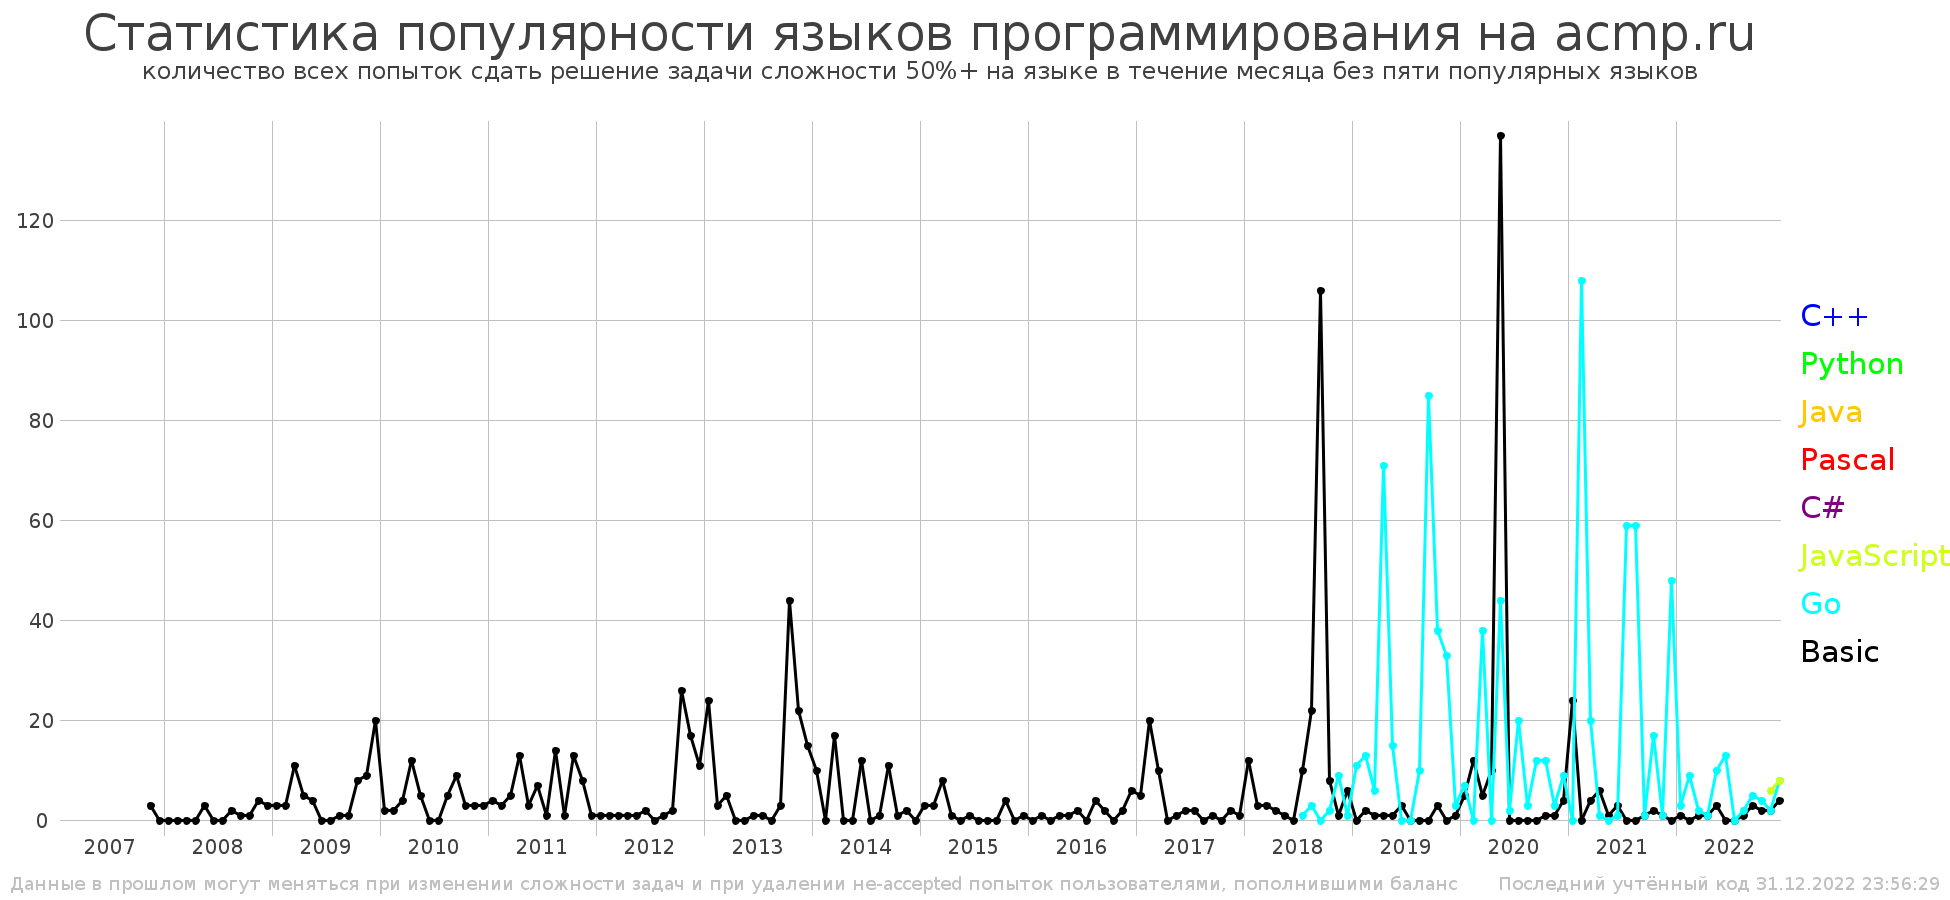 Статистика популярности языков программирования на acmp.ru
количество всех попыток сдать решение задачи сложности 50%+ на языке в течение месяца без пяти популярных языков
120
100
80
60
40
20
0
C++
Python
Java
Pascal
C#
JavaScript
Go
Basic
2007 2008 2009 2010 2011 2012 2013 2014 2015 2016 2017 2018 2019 2020 2021 2022
Данные в прошлом могут меняться при изменении сложности задач и при удалении не-accepted попыток пользователями, пополнившими баланс Последний учтённый код 31.12.2022 23:56:29